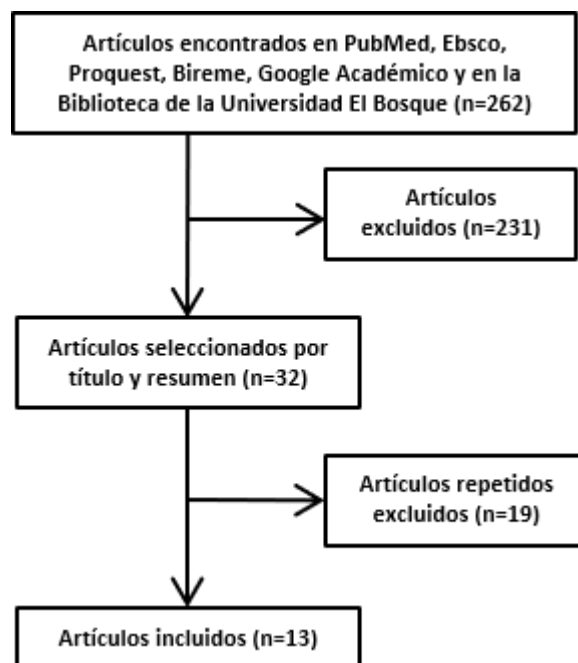 Artículos encontrados en PubMed, Ebsco,
Proquest, Bireme, Google Académico y en la
Biblioteca de la Universidad El Bosque (n=262)
Artículos
excluidos (n=231)
Artículos seleccionados por
título y resumen (n=32)
Artículos repetidos
excluidos (n=19)
Artículos incluidos (n=13)